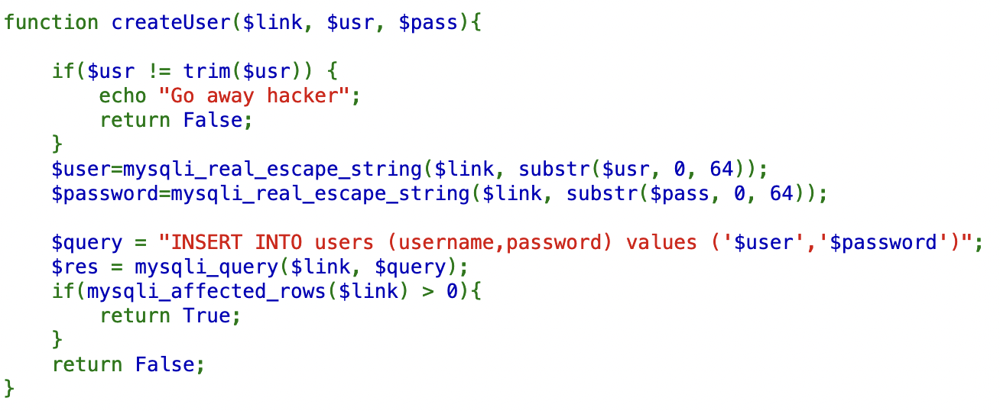 function createUser($link, $usr, $pass){
if($usr != trim($usr)) {
echo "Go away hacker";
return False;
}
$user=mysqli_real_escape_string($link, substr($usr, 0, 64));
$password=mysqli_real_escape_string($link, substr($pass, 0, 64));
$query = "INSERT INTO users (username,password) values ('$user','$password')";
$res = mysqli_query($link, $query);
if(mysqli_affected_rows($link) > 0){
return True;
}
return False;
}